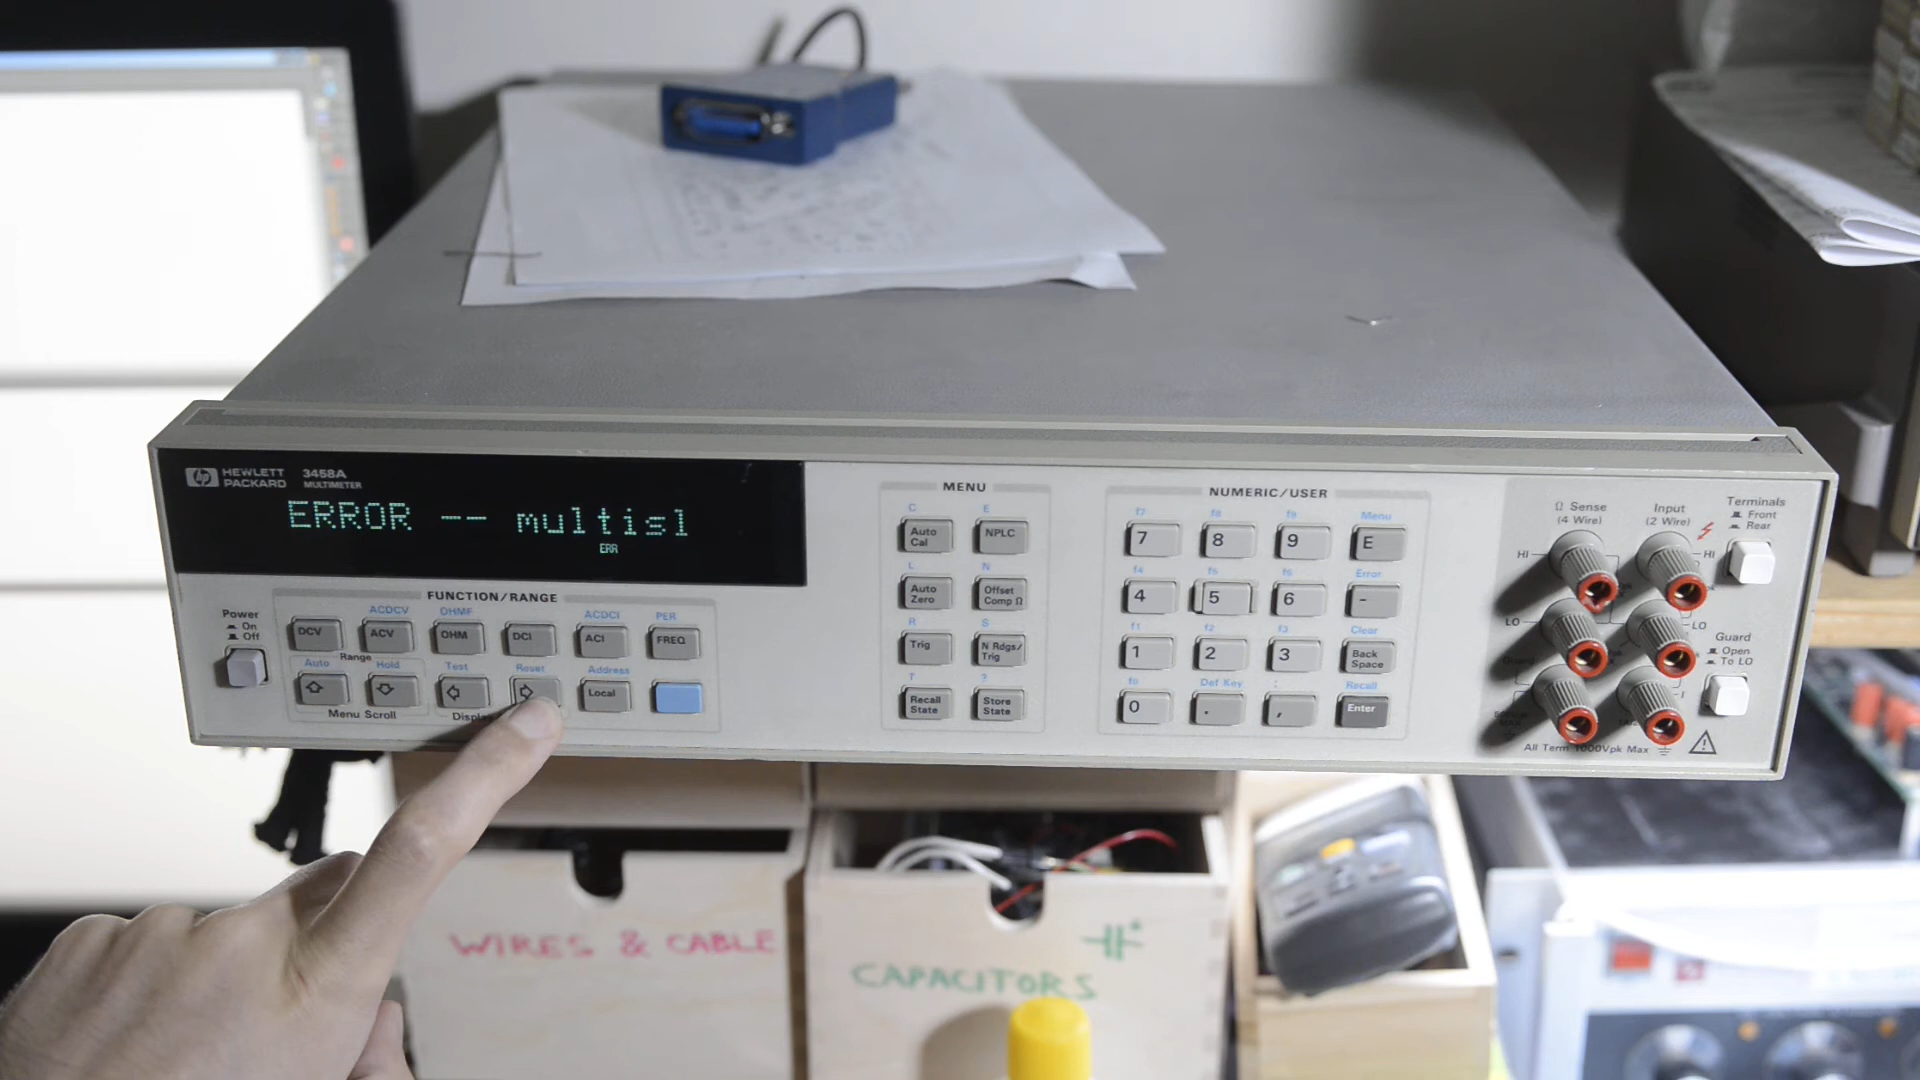 hp HEWLETT PACKARD 3458A MULTIMETER
ERROR -- multisl
ERR
Power
On
Off
FUNCTION/RANGE
ACDCV OHMF ACDCI PER
DCV ACV OHM DCI ACI FREQ
Range
Auto Hold Test Reset Address
Local
Menu Scroll
MENU
C E
Auto Cal NPLC
L N
Auto Zero Offset Comp Ω
R S
Trig N Rdgs/Trig
T ?
Recall State Store State
NUMERIC/USER
f7 f8 f9 Menu
7 8 9 E
f4 f5 f6 Error
4 5 6 -
f1 f2 f3 Clear
1 2 3 Back Space
f0 Def Key ; Recall
0 . , Enter
Ω Sense (4 Wire)
Input (2 Wire)
Terminals
Front
Rear
HI HI
LO LO
Guard
Open
To LO
I
All Term 1000Vpk Max
WIRES & CABLE
CAPACITORS